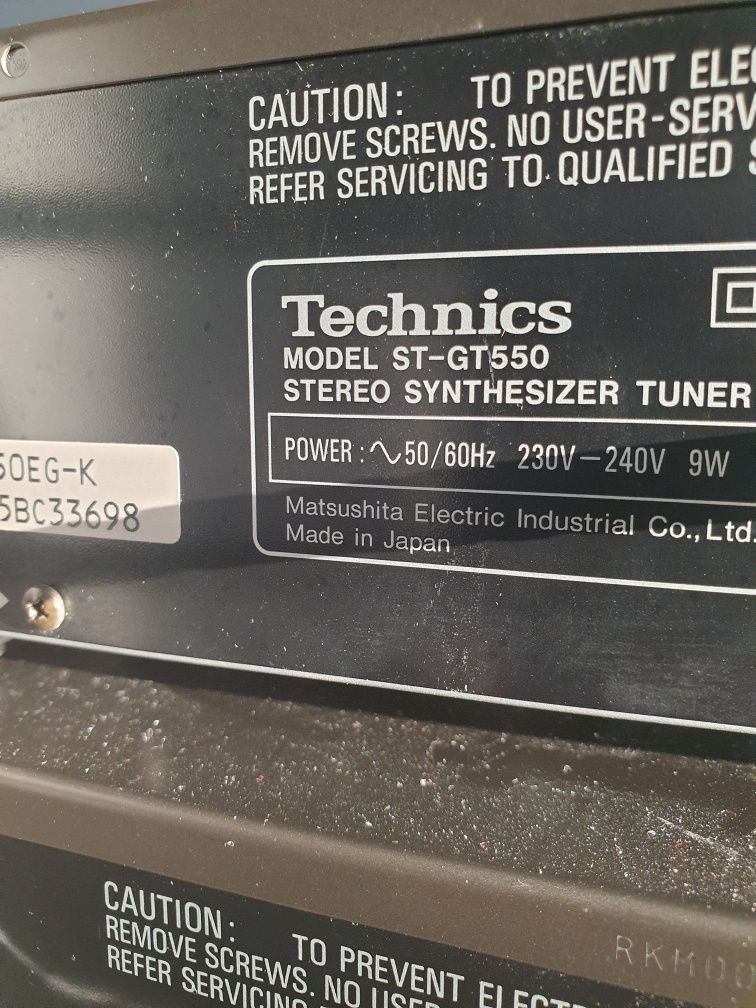 CAUTION: TO PREVENT
REMOVE SCREWS. NO USER-SERV
REFER SERVICING TO QUALIFIED
Technics
MODEL ST-GT550
STEREO SYNTHESIZER TUNER
POWER : ∿ 50/60Hz 230V–240V 9W
Matsushita Electric Industrial Co., Ltd.
Made in Japan
50EG-K
5BC33698
RKM00
CAUTION: TO PREVENT ELECT
REMOVE SCREWS. NO USER
REFER SERVICING